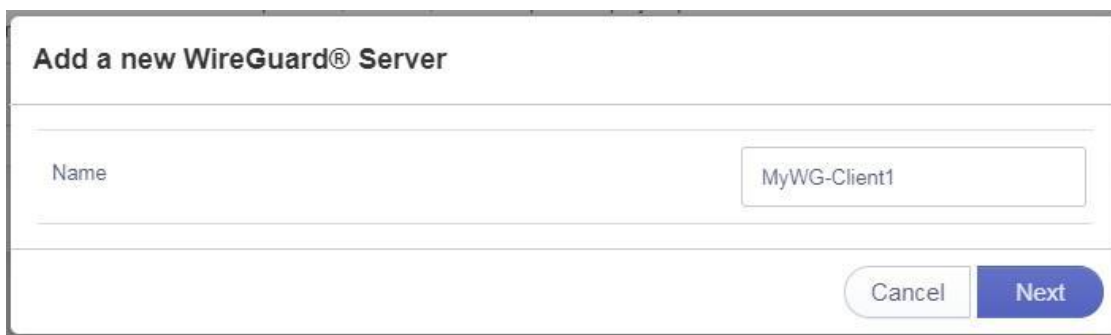 Add a new WireGuard® Server
Name
MyWG-Client1
Cancel
Next